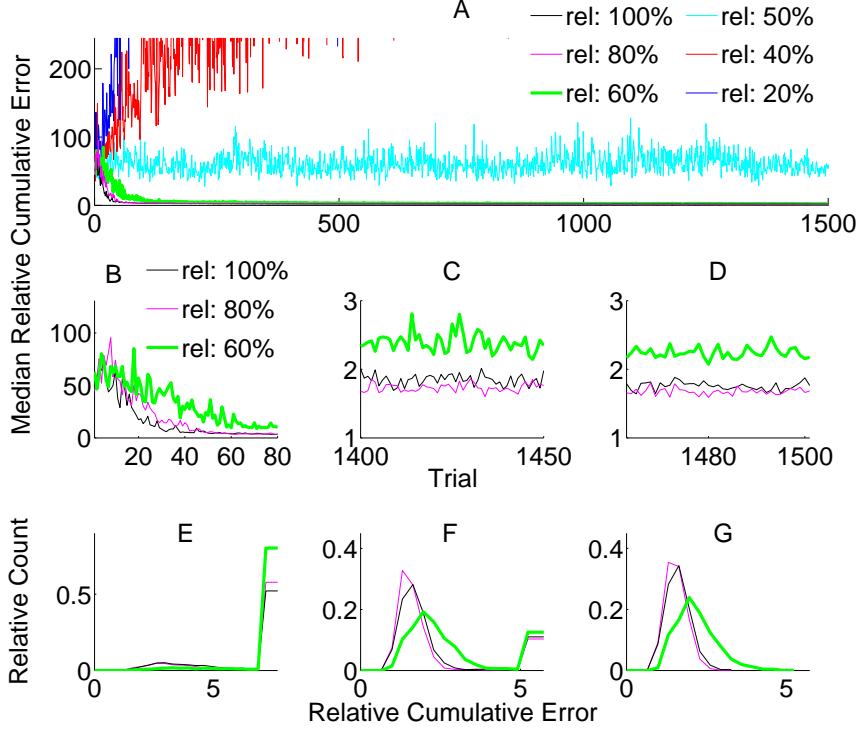 A
rel: 100%
rel: 50%
rel: 80%
rel: 40%
rel: 60%
rel: 20%
Median Relative Cumulative Error
200
100
0
0
500
1000
1500
B
rel: 100%
rel: 80%
rel: 60%
100
50
0
20
40
60
80
C
3
2
1
1400
1450
D
3
2
1
1480
1500
Trial
Relative Count
E
0.5
0
0
5
F
0.4
0.2
0
0
5
G
0.4
0.2
0
0
5
Relative Cumulative Error